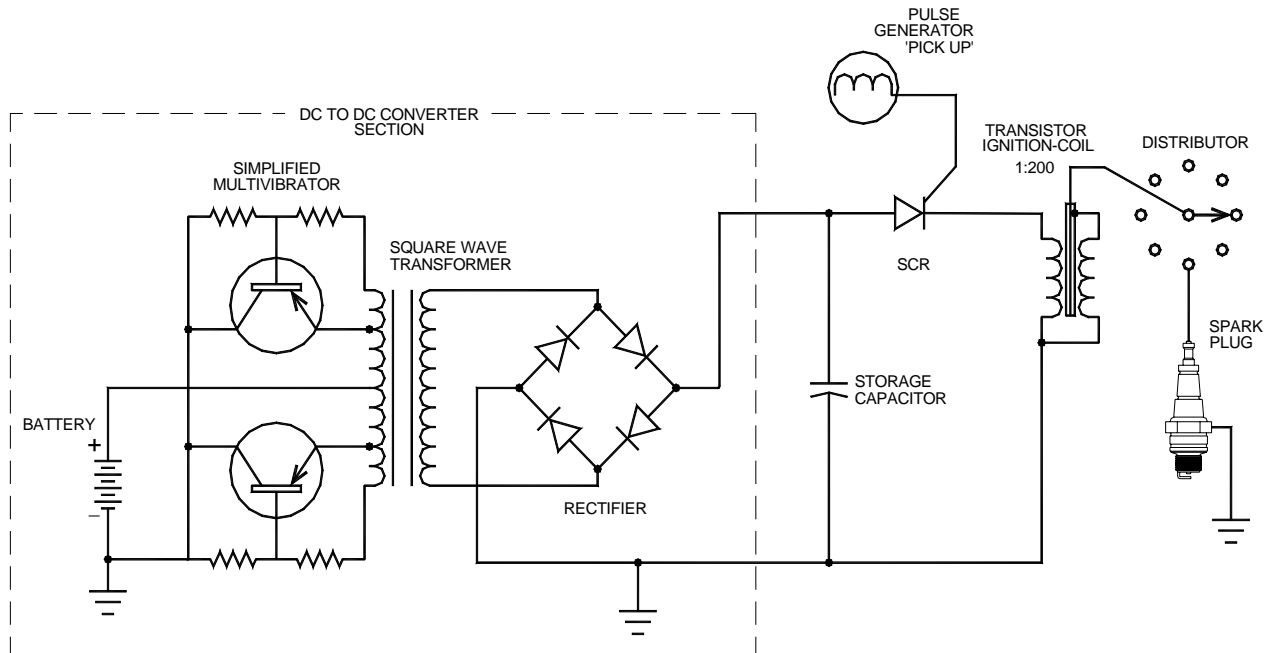 PULSE
GENERATOR
'PICK UP'
DC TO DC CONVERTER
SECTION
TRANSISTOR
IGNITION-COIL
1:200
DISTRIBUTOR
SIMPLIFIED
MULTIVIBRATOR
SQUARE WAVE
TRANSFORMER
SCR
SPARK
PLUG
STORAGE
CAPACITOR
BATTERY
+
–
RECTIFIER